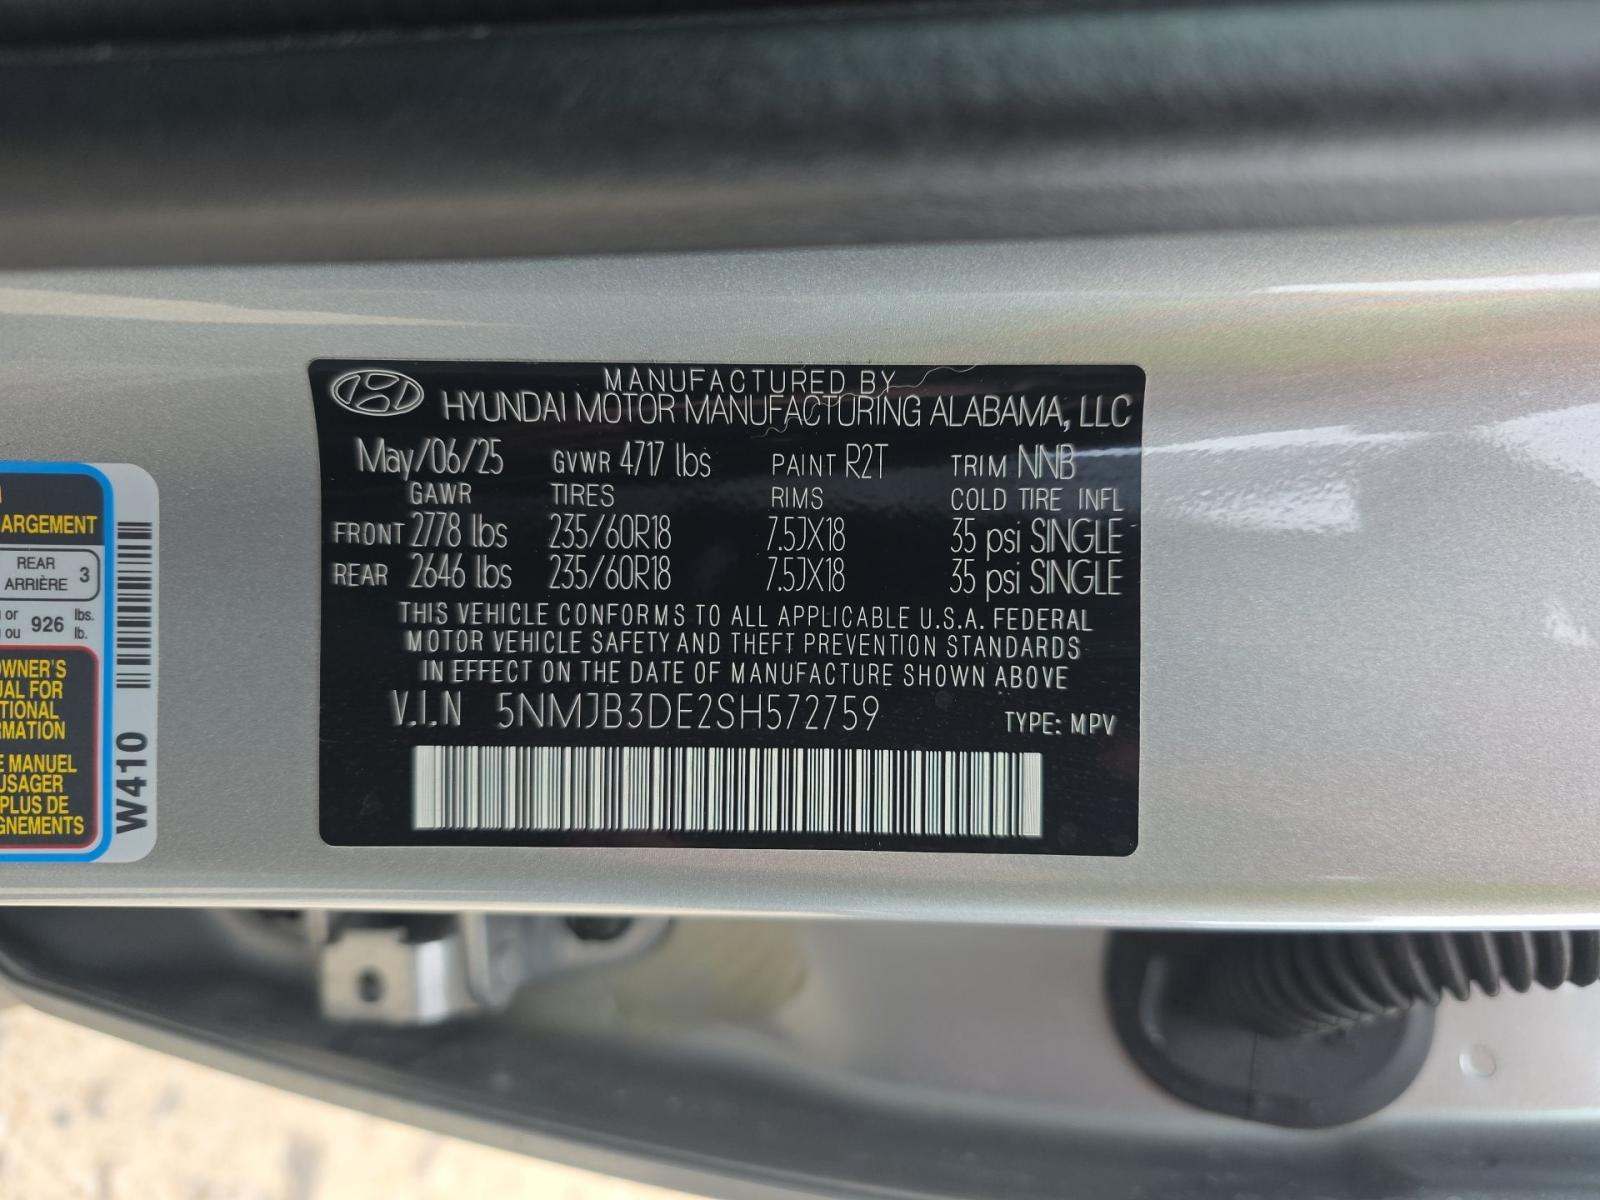 MANUFACTURED BY
HYUNDAI MOTOR MANUFACTURING ALABAMA, LLC
May/06/25 GVWR 4717 lbs PAINT R2T TRIM NNB
GAWR TIRES RIMS COLD TIRE INFL
FRONT 2778 lbs 235/60R18 7.5JX18 35 psi SINGLE
REAR 2646 lbs 235/60R18 7.5JX18 35 psi SINGLE
THIS VEHICLE CONFORMS TO ALL APPLICABLE U.S.A. FEDERAL
MOTOR VEHICLE SAFETY AND THEFT PREVENTION STANDARDS
IN EFFECT ON THE DATE OF MANUFACTURE SHOWN ABOVE
V.I.N 5NMJB3DE2SH572759 TYPE: MPV
ARGEMENT
REAR
ARRIÈRE 3
or 926 lbs.
ou lb.
OWNER'S
UAL FOR
TIONAL
RMATION
E MANUEL
USAGER
PLUS DE
GNEMENTS
W410